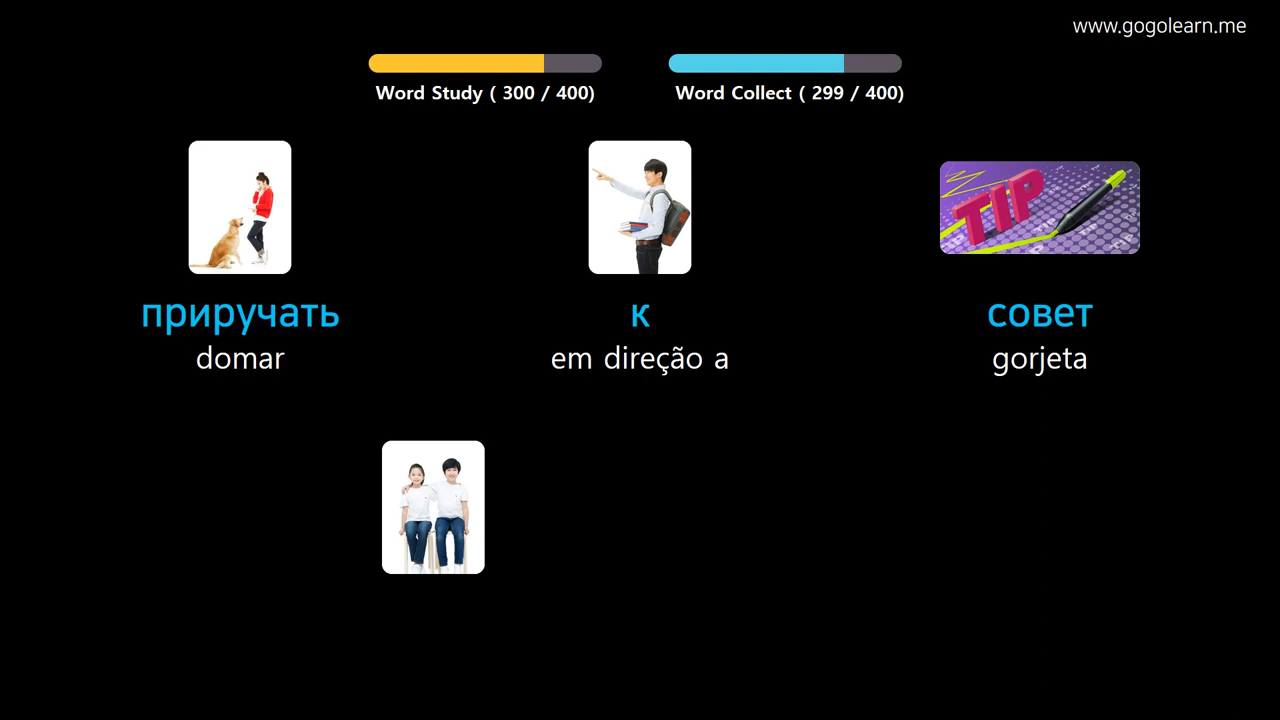 www.gogolearn.me
Word Study ( 300 / 400)
Word Collect ( 299 / 400)
TIP
приручать
к
совет
domar
em direção a
gorjeta